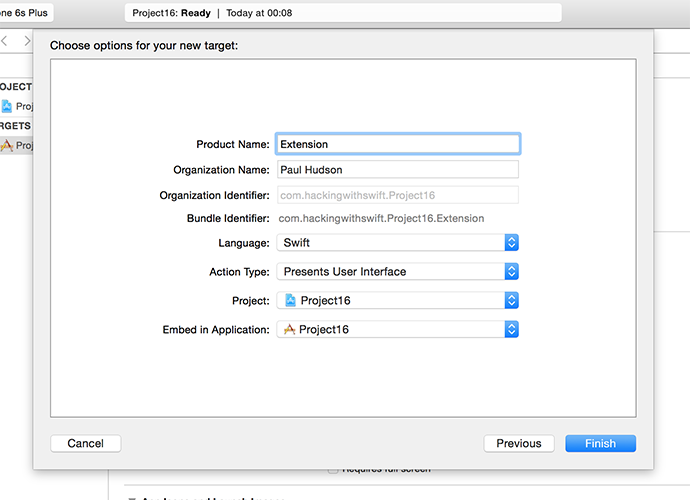 ne 6s Plus
Project16: Ready | Today at 00:08
Choose options for your new target:
OJECT
Proj
RGETS
Proj
Product Name: Extension
Organization Name: Paul Hudson
Organization Identifier: com.hackingwithswift.Project16
Bundle Identifier: com.hackingwithswift.Project16.Extension
Language: Swift
Action Type: Presents User Interface
Project: Project16
Embed in Application: Project16
Cancel
Previous
Finish
Requires full screen